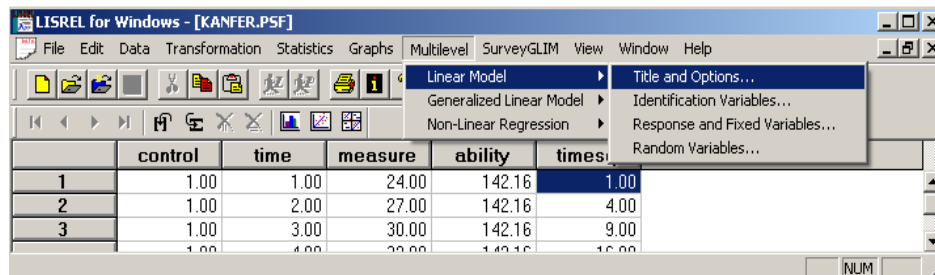 LISREL for Windows - [KANFER.PSF]
File Edit Data Transformation Statistics Graphs Multilevel SurveyGLIM View Window Help
Linear Model
Generalized Linear Model
Non-Linear Regression
Title and Options...
Identification Variables...
Response and Fixed Variables...
Random Variables...
control time measure ability
1 1.00 1.00 24.00 142.16 1.00
2 1.00 2.00 27.00 142.16 4.00
3 1.00 3.00 30.00 142.16 9.00
NUM